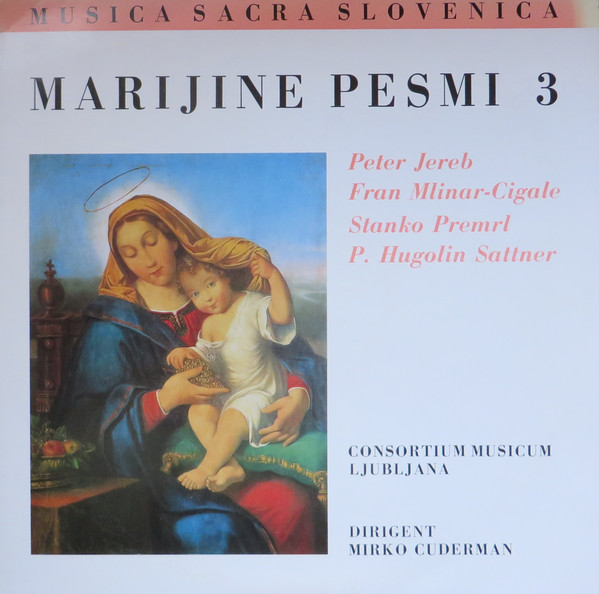 MUSICA SACRA SLOVENICA
MARIJINE PESMI 3
Peter Jereb
Fran Mlinar-Cigale
Stanko Premrl
P. Hugolin Sattner
CONSORTIUM MUSICUM
LJUBLJANA
DIRIGENT
MIRKO CUDERMAN